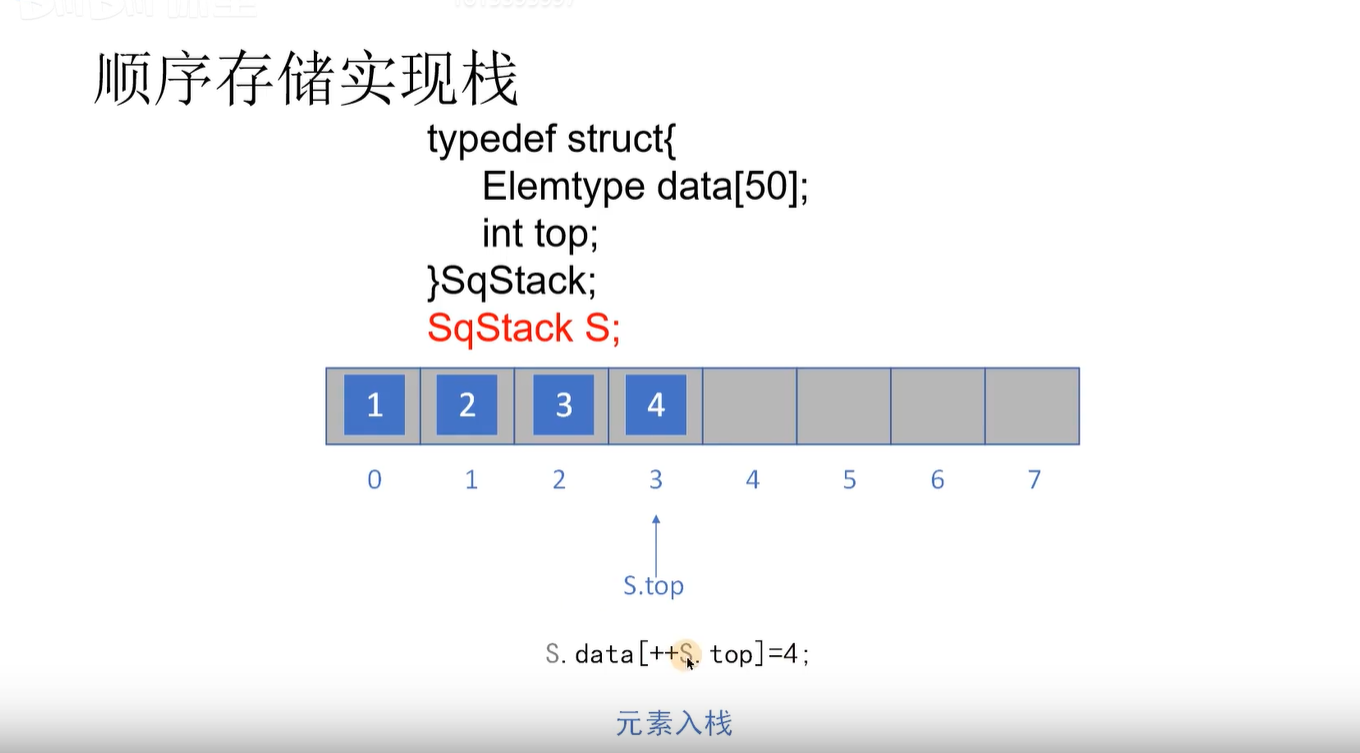 顺序存储实现栈
typedef struct{
Elemtype data[50];
int top;
}SqStack;
SqStack S;
1 2 3 4
0 1 2 3 4 5 6 7
S.top
S.data[++S.top]=4;
元素入栈